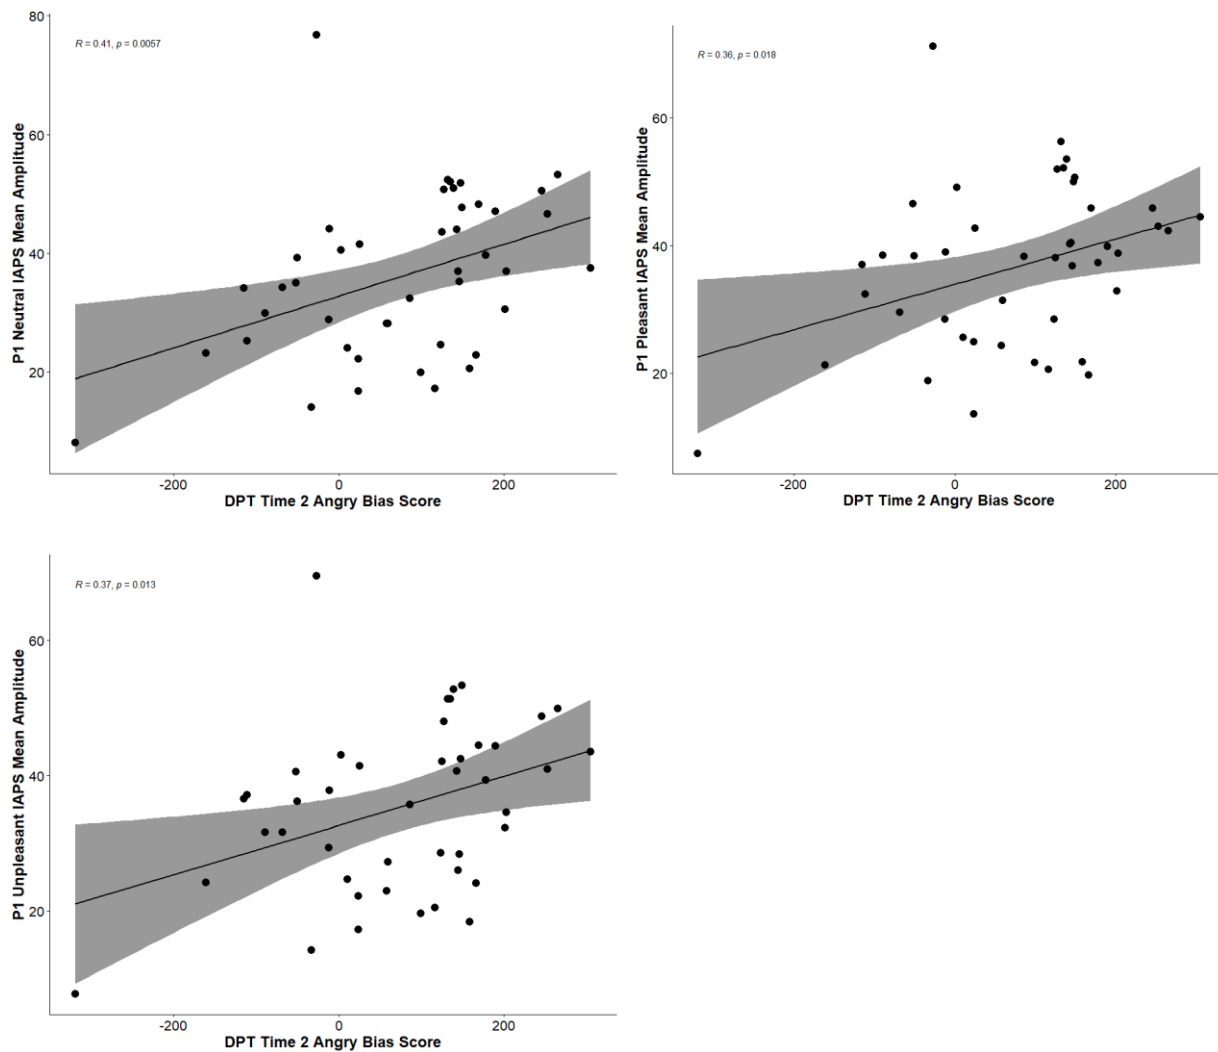 80
R = 0.41, p = 0.0057
60
40
20
P1 Neutral IAPS Mean Amplitude
-200 0 200
DPT Time 2 Angry Bias Score
R = 0.36, p = 0.018
60
40
20
P1 Pleasant IAPS Mean Amplitude
-200 0 200
DPT Time 2 Angry Bias Score
R = 0.37, p = 0.013
60
40
20
P1 Unpleasant IAPS Mean Amplitude
-200 0 200
DPT Time 2 Angry Bias Score